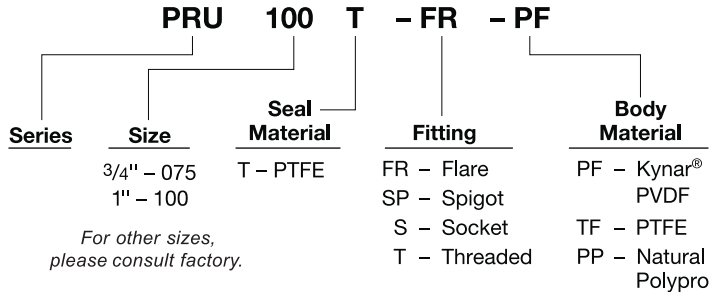 PRU 100 T – FR – PF
Series
Size
3/4" – 075
1" – 100
For other sizes,
please consult factory.
Seal
Material
T – PTFE
Fitting
FR – Flare
SP – Spigot
S – Socket
T – Threaded
Body
Material
PF – Kynar®
PVDF
TF – PTFE
PP – Natural
Polypro